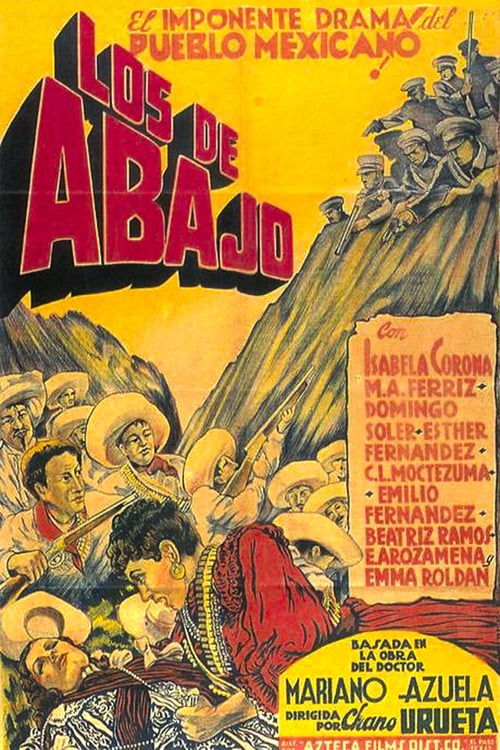 El IMPONENTE DRAMA del
PUEBLO MEXICANO!
LOS DE
ABAJO
Con
ISABELA CORONA
M.A. FERRIZ-
DOMINGO
SOLER-ESTHER
FERNANDEZ-
C.L. MOCTEZUMA-
-EMILIO
FERNANDEZ-
BEATRIZ RAMOS-
E. AROZAMENA y
EMMA ROLDAN
BASADA EN
LA OBRA
DEL DOCTOR
MARIANO AZUELA
DIRIGIDA
POR Chano URUETA
AZTECA FILMS DIST. CO.